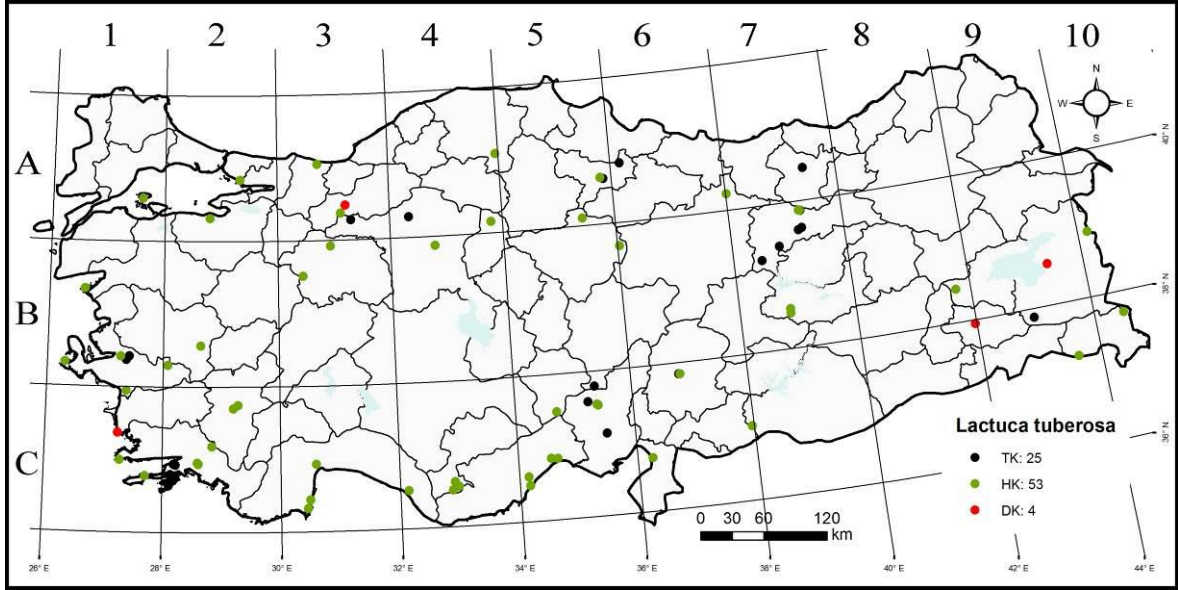 1 2 3 4 5 6 7 8 9 10
N
W E
S
40° N
A
38° N
B
36° N
Lactuca tuberosa
TK: 25
HK: 53
DK: 4
C
0 30 60 120
km
26° E 28° E 30° E 32° E 34° E 36° E 38° E 40° E 42° E 44° E